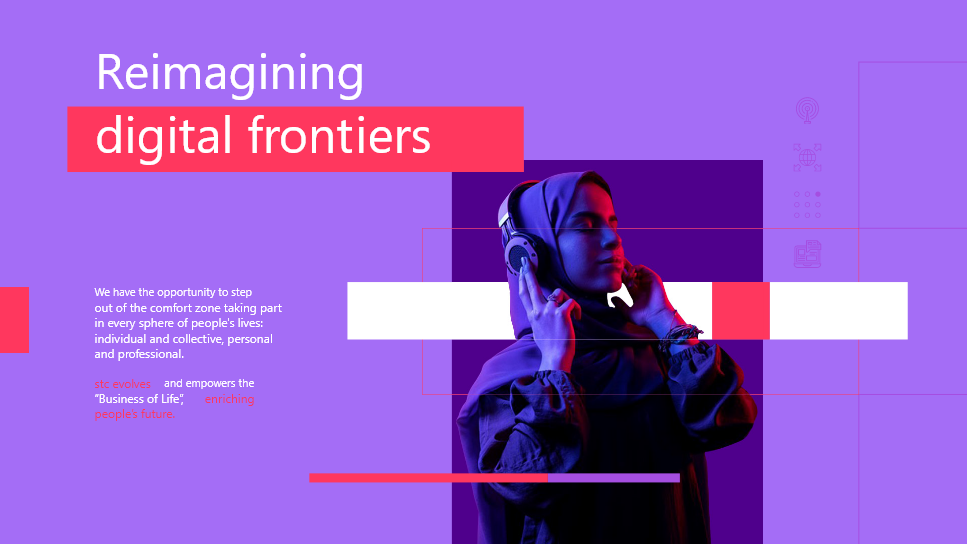 Reimagining
digital frontiers
We have the opportunity to step
out of the comfort zone taking part
in every sphere of people's lives:
individual and collective, personal
and professional.
stc evolves and empowers the
"Business of Life", enriching
people's future.